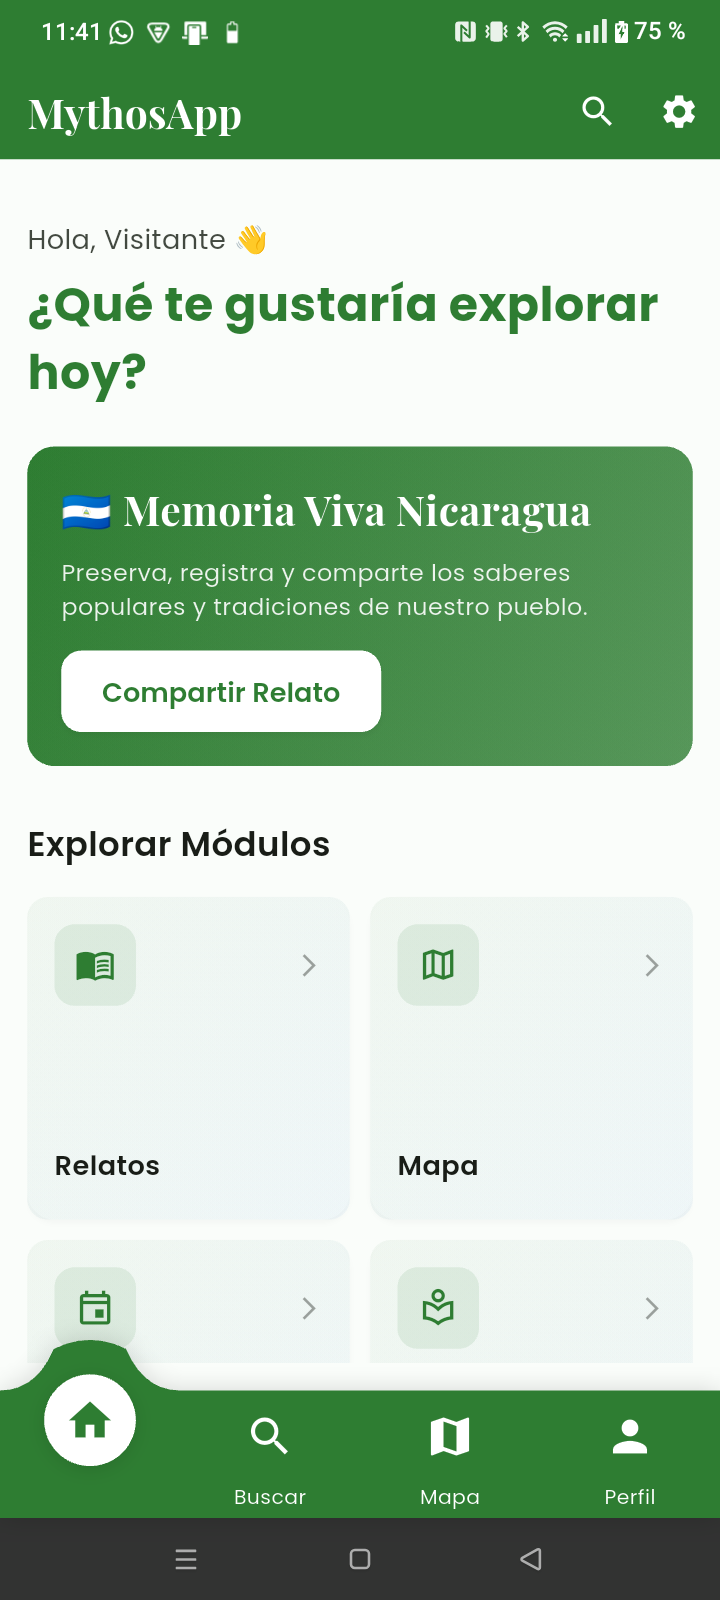 11:41
75 %
MythosApp
Hola, Visitante 👋
¿Qué te gustaría explorar
hoy?
🇳🇮 Memoria Viva Nicaragua
Preserva, registra y comparte los saberes
populares y tradiciones de nuestro pueblo.
Compartir Relato
Explorar Módulos
Relatos
Mapa
Buscar
Mapa
Perfil